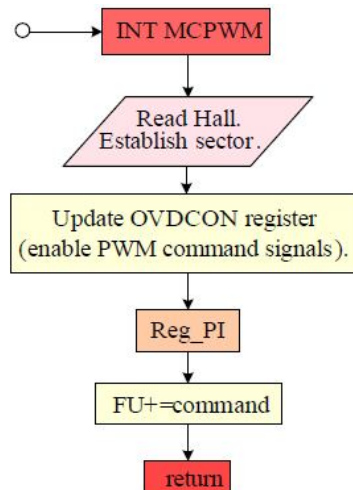 INT MCPWM
Read Hall.
Establish sector.
Update OVDCON register
(enable PWM command signals).
Reg_PI
FU+=command
return